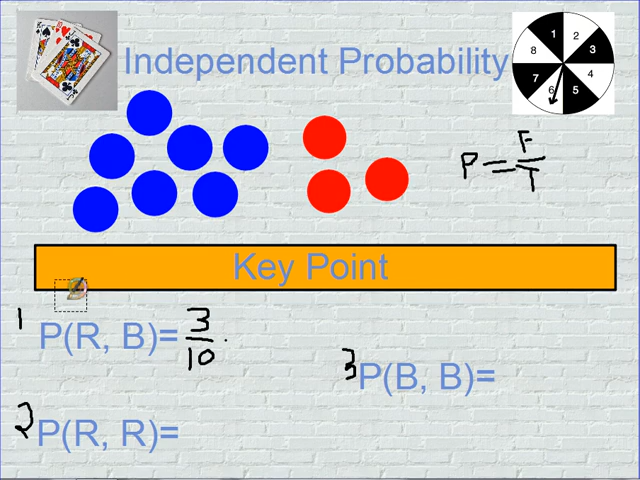 Independent Probability
1
2
3
4
5
6
7
8
P = F/T
Key Point
1 P(R, B)= 3/10 .
3 P(B, B)=
2 P(R, R)=